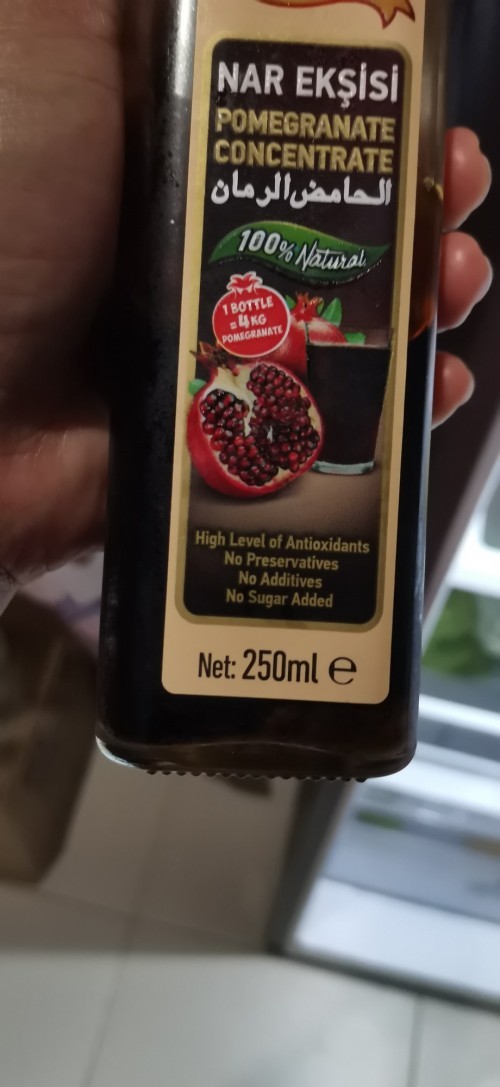 NAR EKŞİSİ
POMEGRANATE
CONCENTRATE
الحامض الرمان
100% Natural
1 BOTTLE
= 4 KG
POMEGRANATE
High Level of Antioxidants
No Preservatives
No Additives
No Sugar Added
Net: 250ml e